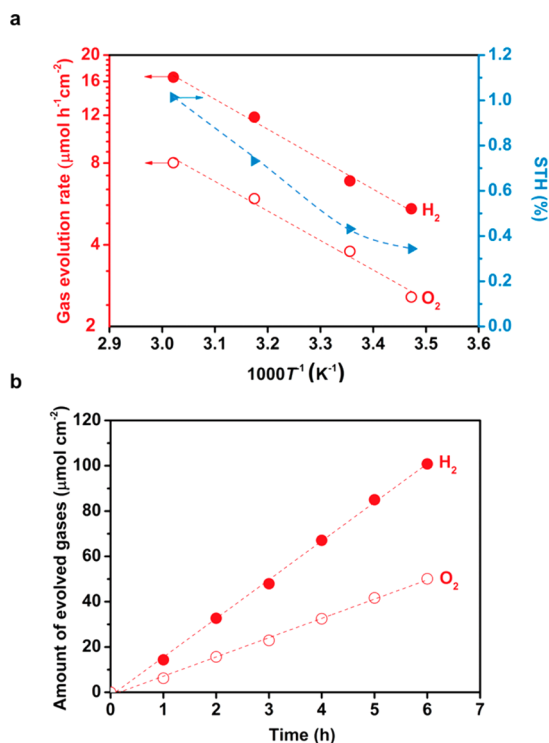 a
Gas evolution rate (μmol h⁻¹cm⁻²)
20
16
12
8
4
2
H₂
O₂
1.2
1.0
0.8
0.6
0.4
0.2
0.0
STH (%)
2.9 3.0 3.1 3.2 3.3 3.4 3.5 3.6
1000T⁻¹(K⁻¹)
b
Amount of evolved gases (μmol cm⁻²)
120
100
80
60
40
20
0
H₂
O₂
0 1 2 3 4 5 6 7
Time (h)